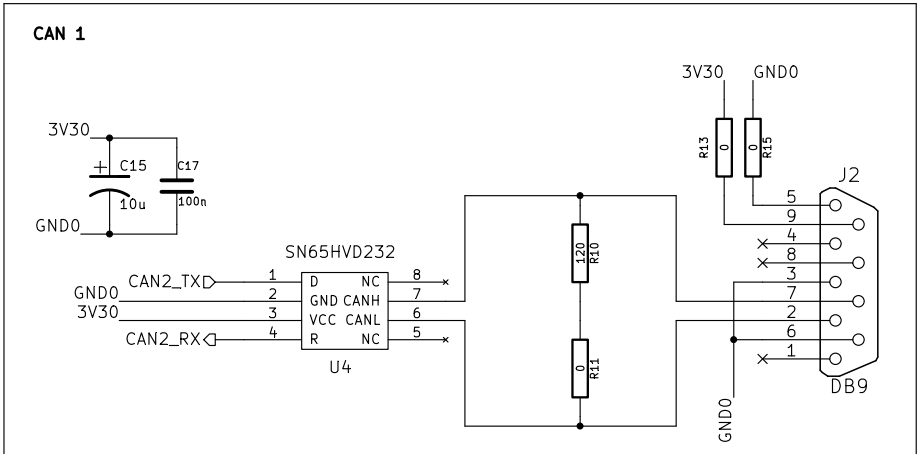 CAN 1
3V30 GND0
3V30
C15 C17
10u 100n
GND0
R13 0 0 R15
J2
5
9
4
8
3
7
2
6
1
DB9
GND0
120 R10
0 R11
SN65HVD232
CAN2_TX 1 D NC 8
GND0 2 GND CANH 7
3V30 3 VCC CANL 6
CAN2_RX 4 R NC 5
U4